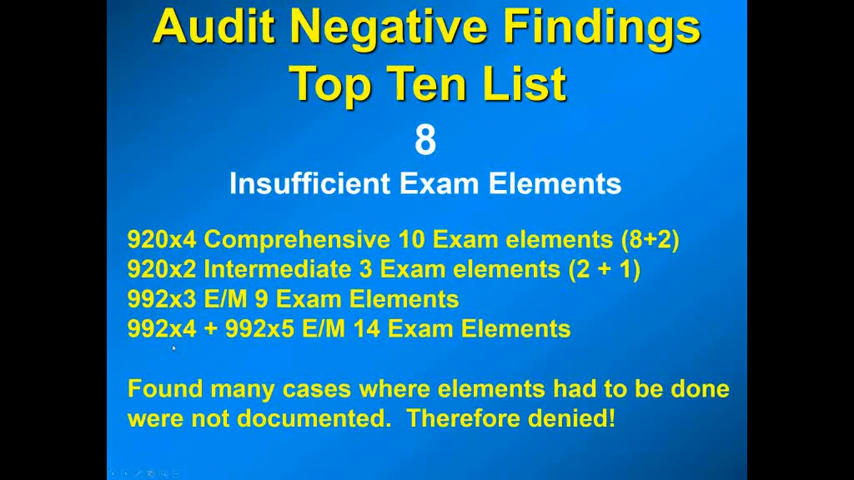 Audit Negative Findings
Top Ten List
8
Insufficient Exam Elements
920x4 Comprehensive 10 Exam elements (8+2)
920x2 Intermediate 3 Exam elements (2 + 1)
992x3 E/M 9 Exam Elements
992x4 + 992x5 E/M 14 Exam Elements
Found many cases where elements had to be done
were not documented.  Therefore denied!